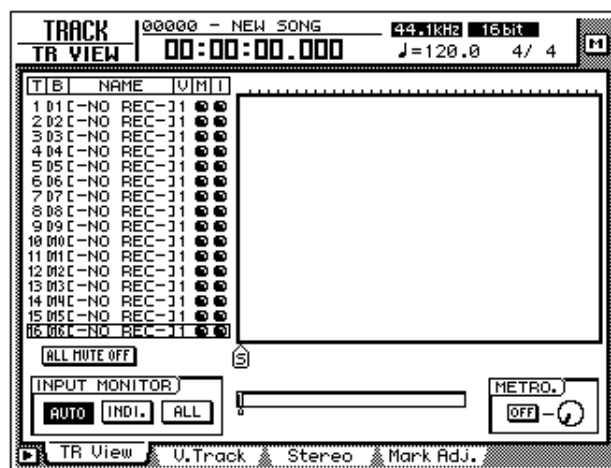 TRACK 00000 - NEW SONG 44.1kHz 16bit
TR VIEW 00:00:00.000 ♩=120.0 4/ 4 M
T B NAME V M I
1 D1[-NO REC-]1
2 D2[-NO REC-]1
3 D3[-NO REC-]1
4 D4[-NO REC-]1
5 D5[-NO REC-]1
6 D6[-NO REC-]1
7 D7[-NO REC-]1
8 D8[-NO REC-]1
9 D9[-NO REC-]1
10 D10[-NO REC-]1
11 D11[-NO REC-]1
12 D12[-NO REC-]1
13 D13[-NO REC-]1
14 D14[-NO REC-]1
15 D15[-NO REC-]1
16 D16[-NO REC-]1
ALL MUTE OFF S
INPUT MONITOR METRO.
AUTO INDI. ALL OFF
TR View V.Track Stereo Mark Adj.